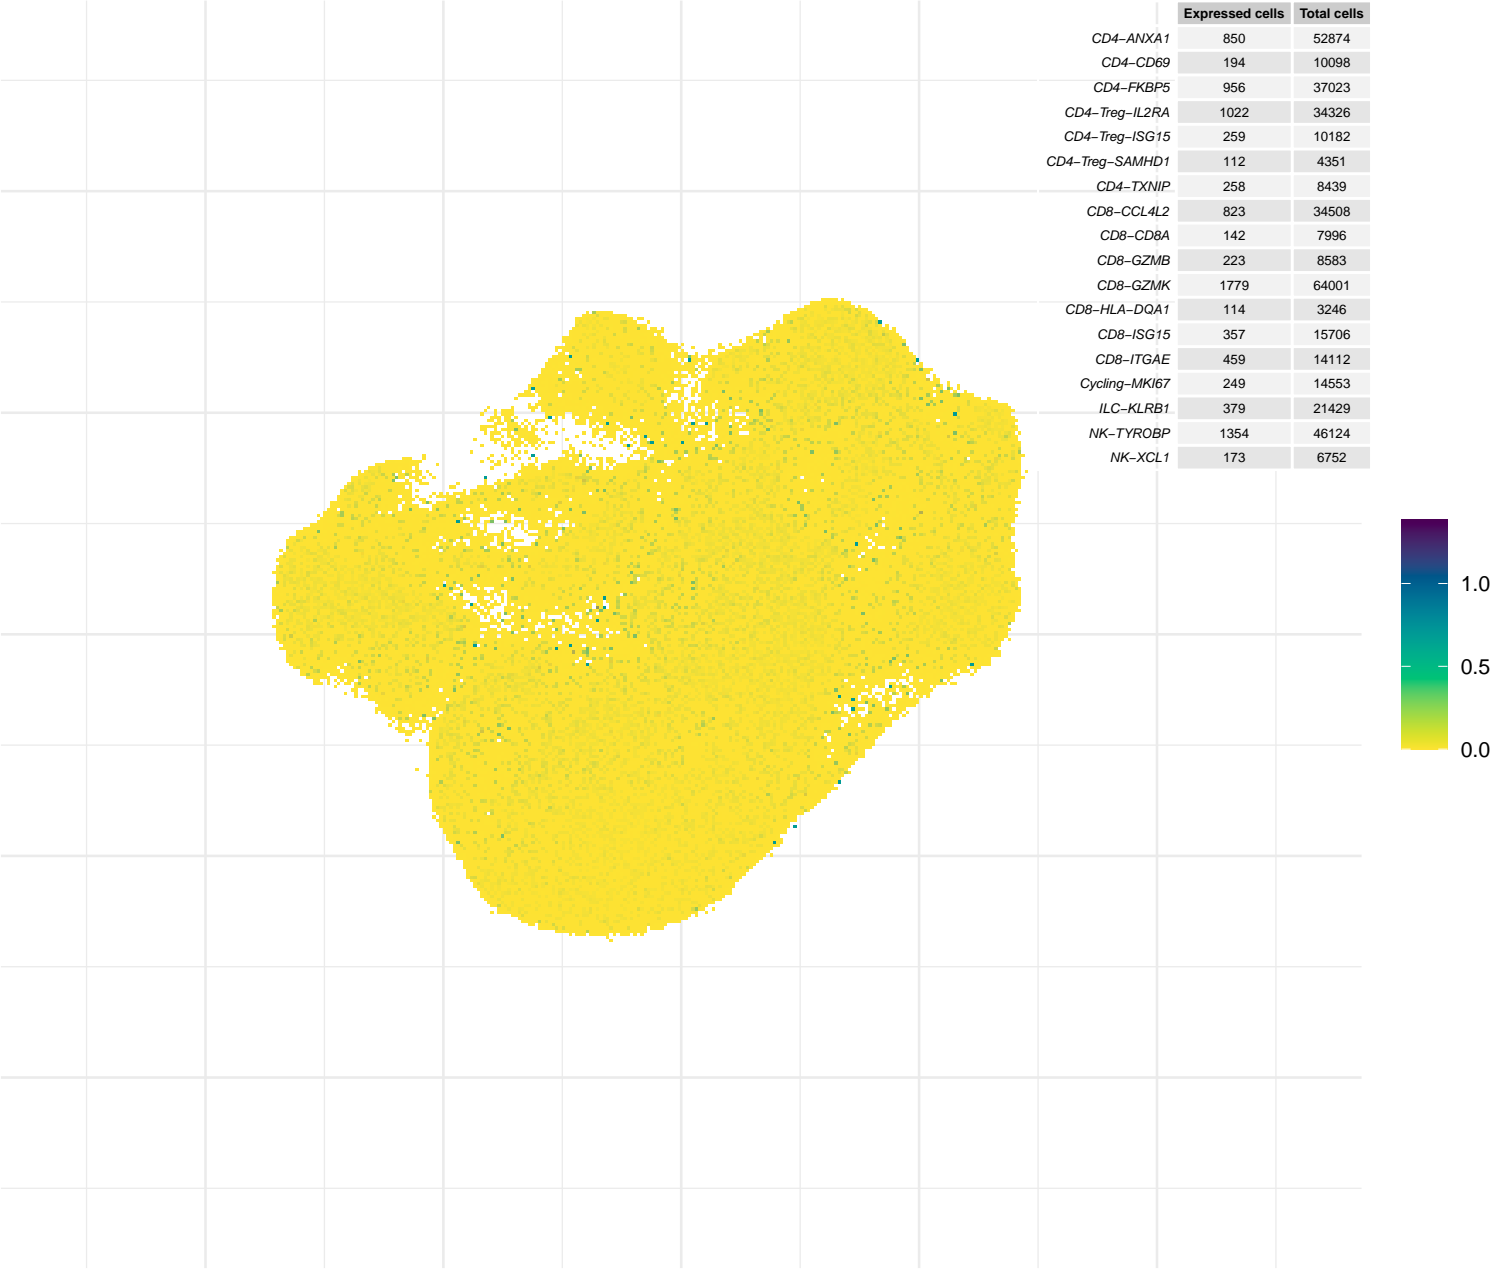 Expressed cells Total cells
CD4−ANXA1 850 52874
CD4−CD69 194 10098
CD4−FKBP5 956 37023
CD4−Treg−IL2RA 1022 34326
CD4−Treg−ISG15 259 10182
CD4−Treg−SAMHD1 112 4351
CD4−TXNIP 258 8439
CD8−CCL4L2 823 34508
CD8−CD8A 142 7996
CD8−GZMB 223 8583
CD8−GZMK 1779 64001
CD8−HLA−DQA1 114 3246
CD8−ISG15 357 15706
CD8−ITGAE 459 14112
Cycling−MKI67 249 14553
ILC−KLRB1 379 21429
NK−TYROBP 1354 46124
NK−XCL1 173 6752
1.0
0.5
0.0